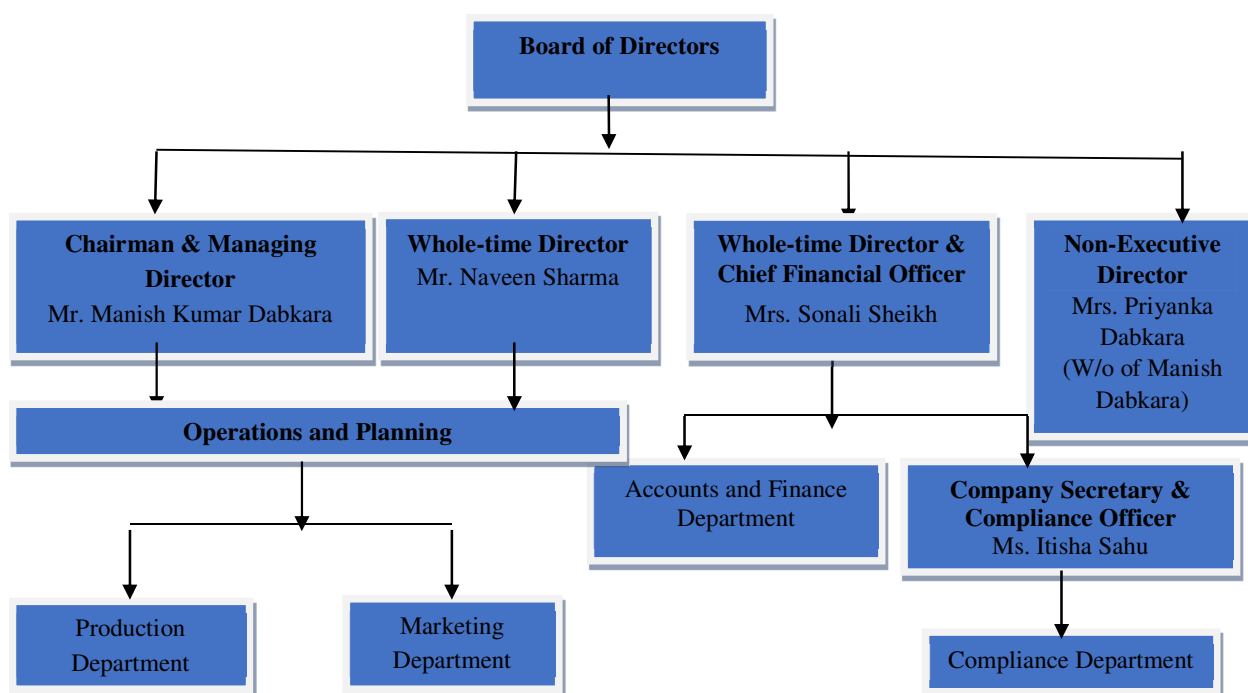 Board of Directors
Chairman & Managing
Director
Mr. Manish Kumar Dabkara
Whole-time Director
Mr. Naveen Sharma
Whole-time Director &
Chief Financial Officer
Mrs. Sonali Sheikh
Non-Executive
Director
Mrs. Priyanka
Dabkara
(W/o of Manish
Dabkara)
Operations and Planning
Accounts and Finance
Department
Company Secretary &
Compliance Officer
Ms. Itisha Sahu
Production
Department
Marketing
Department
Compliance Department